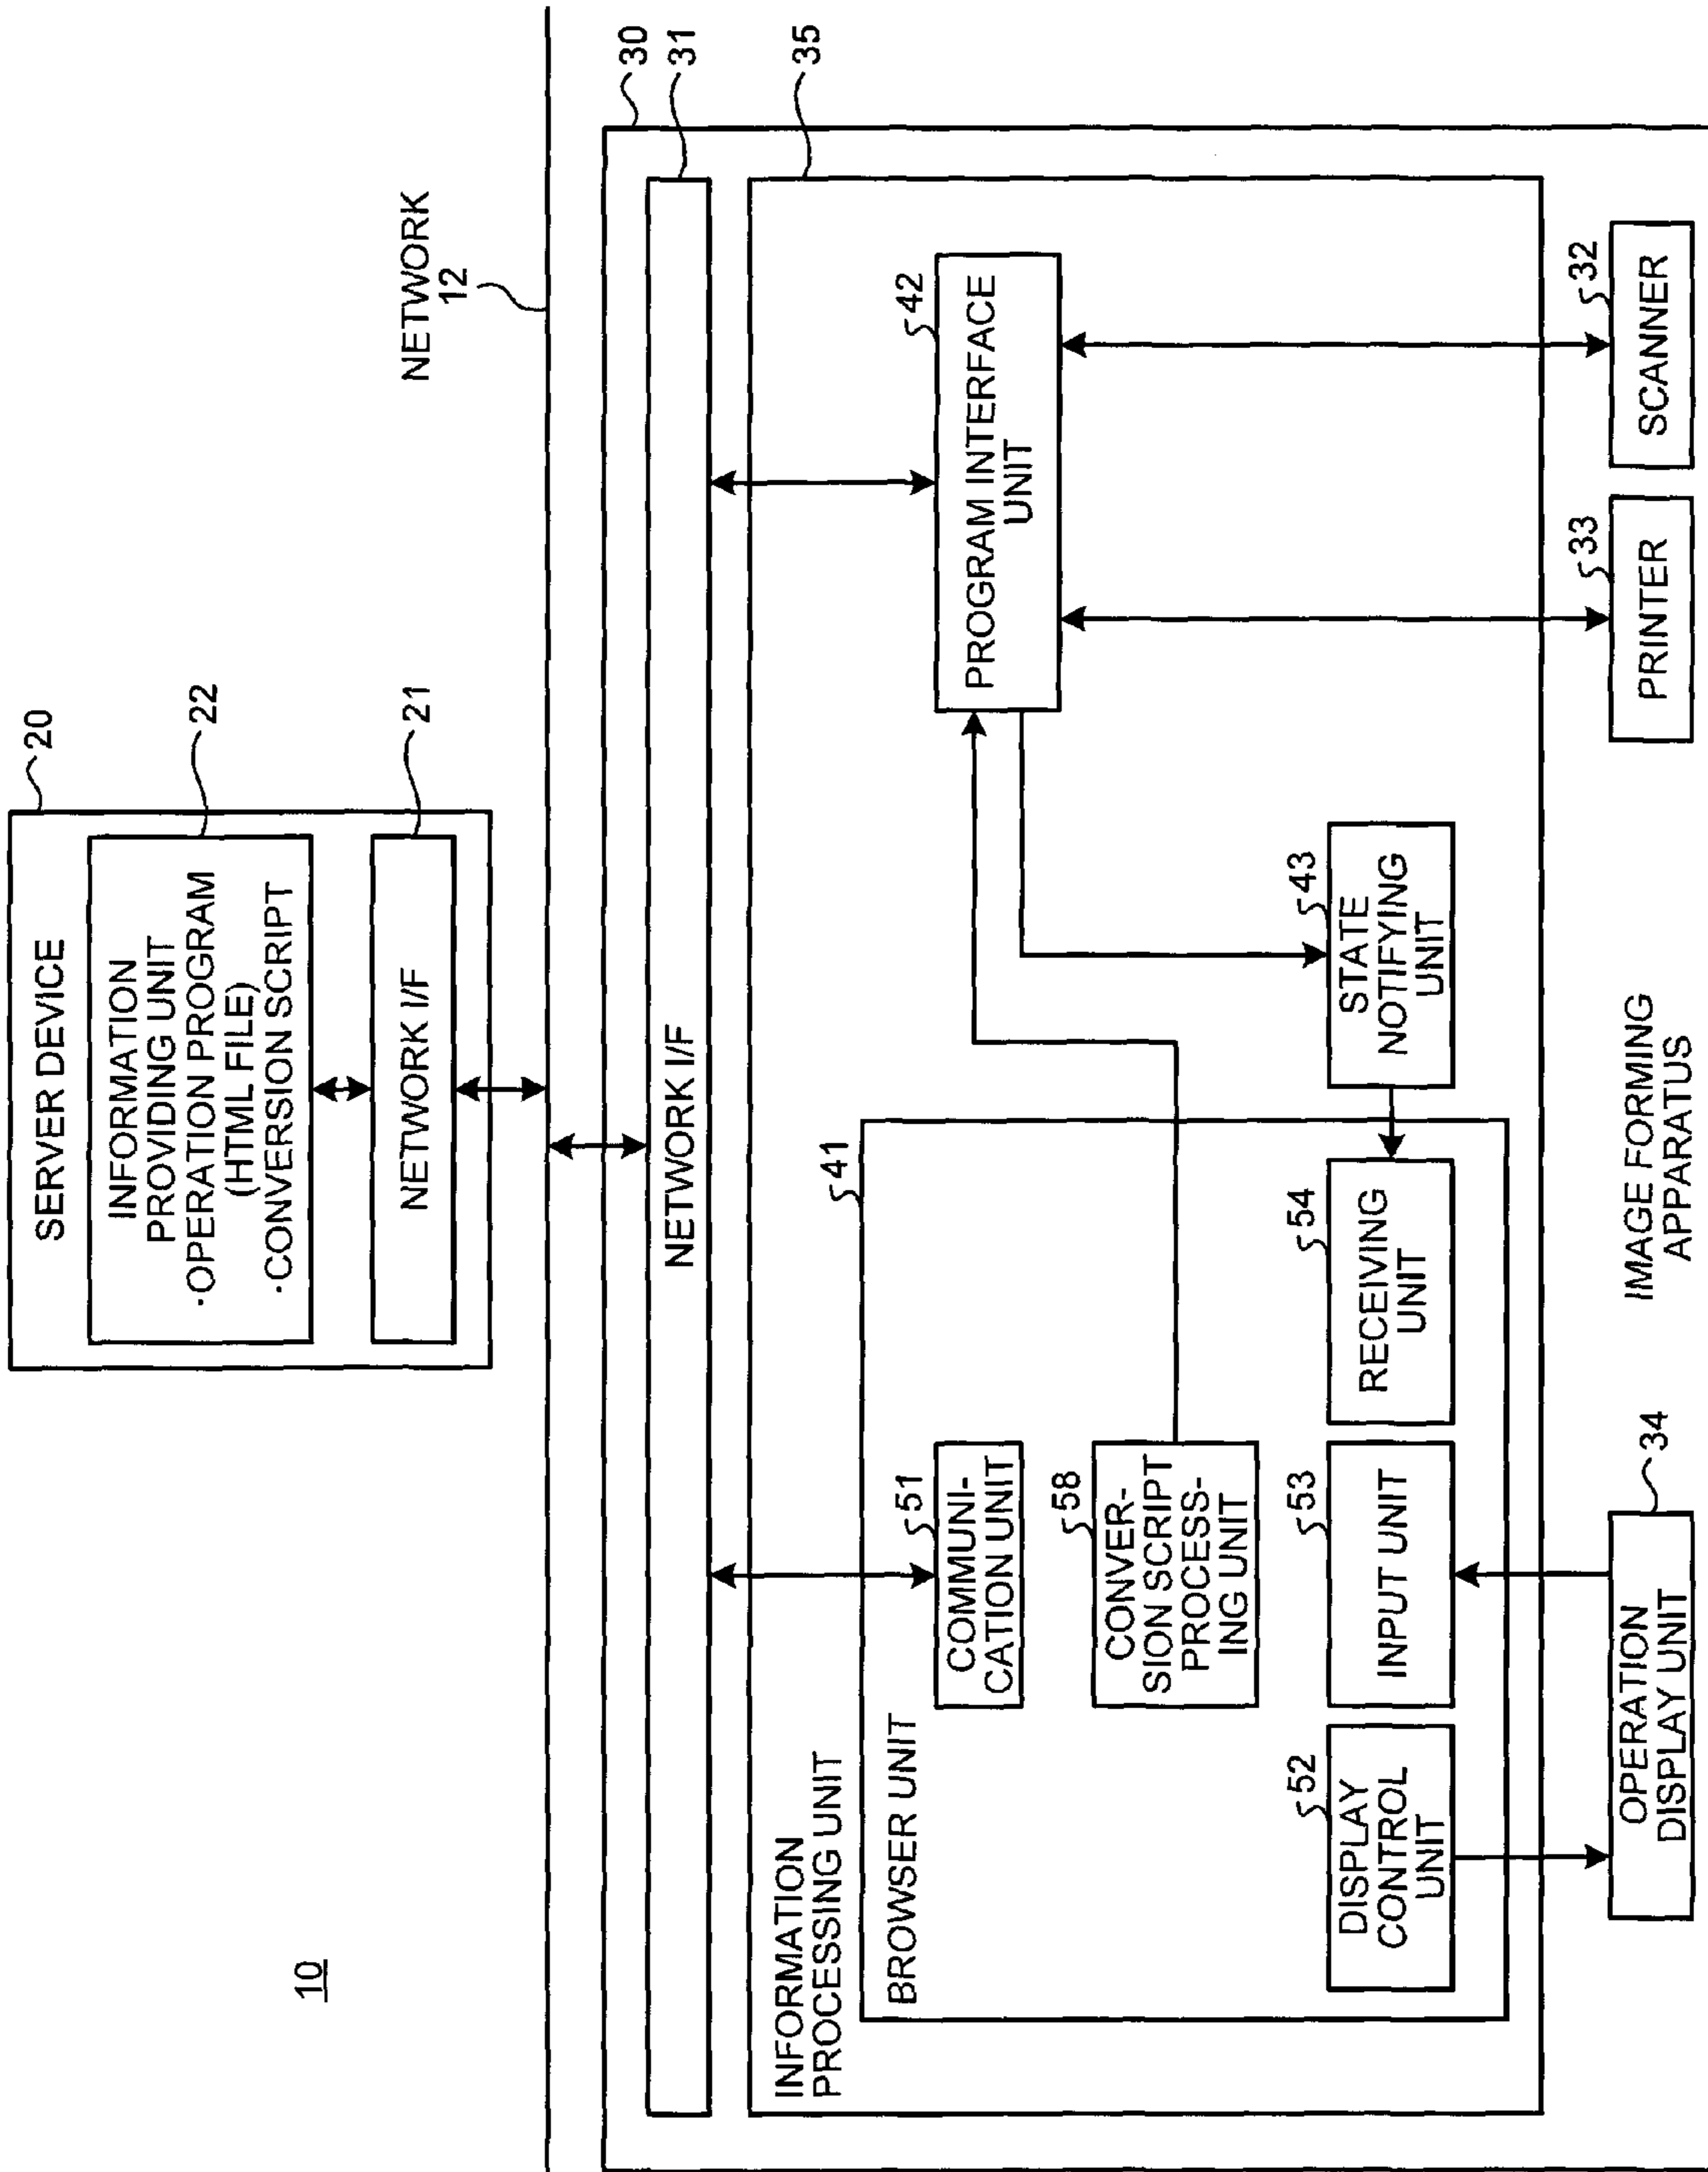 10
SERVER DEVICE
20
INFORMATION
PROVIDING UNIT
·OPERATION PROGRAM
(HTML FILE)
·CONVERSION SCRIPT
22
NETWORK I/F
21
NETWORK
12
30
NETWORK I/F
31
INFORMATION
PROCESSING UNIT
35
BROWSER UNIT
41
COMMUNI-
CATION UNIT
51
PROGRAM INTERFACE
UNIT
42
CONVER-
SION SCRIPT
PROCESS-
ING UNIT
58
DISPLAY
CONTROL
UNIT
52
INPUT UNIT
53
RECEIVING
UNIT
54
STATE
NOTIFYING
UNIT
43
OPERATION
DISPLAY UNIT
34
IMAGE FORMING
APPARATUS
PRINTER
33
SCANNER
32